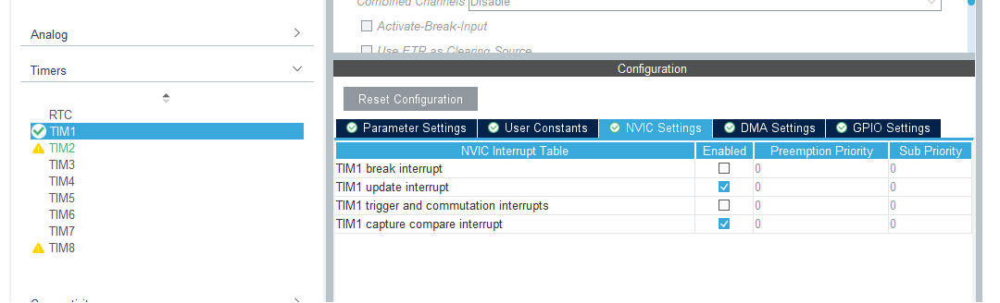 Combined Channels Disable
Activate-Break-Input
Use ETR as Clearing Source
Analog
Timers
RTC
TIM1
TIM2
TIM3
TIM4
TIM5
TIM6
TIM7
TIM8
Configuration
Reset Configuration
Parameter Settings User Constants NVIC Settings DMA Settings GPIO Settings
NVIC Interrupt Table Enabled Preemption Priority Sub Priority
TIM1 break interrupt 0 0
TIM1 update interrupt 0 0
TIM1 trigger and commutation interrupts 0 0
TIM1 capture compare interrupt 0 0